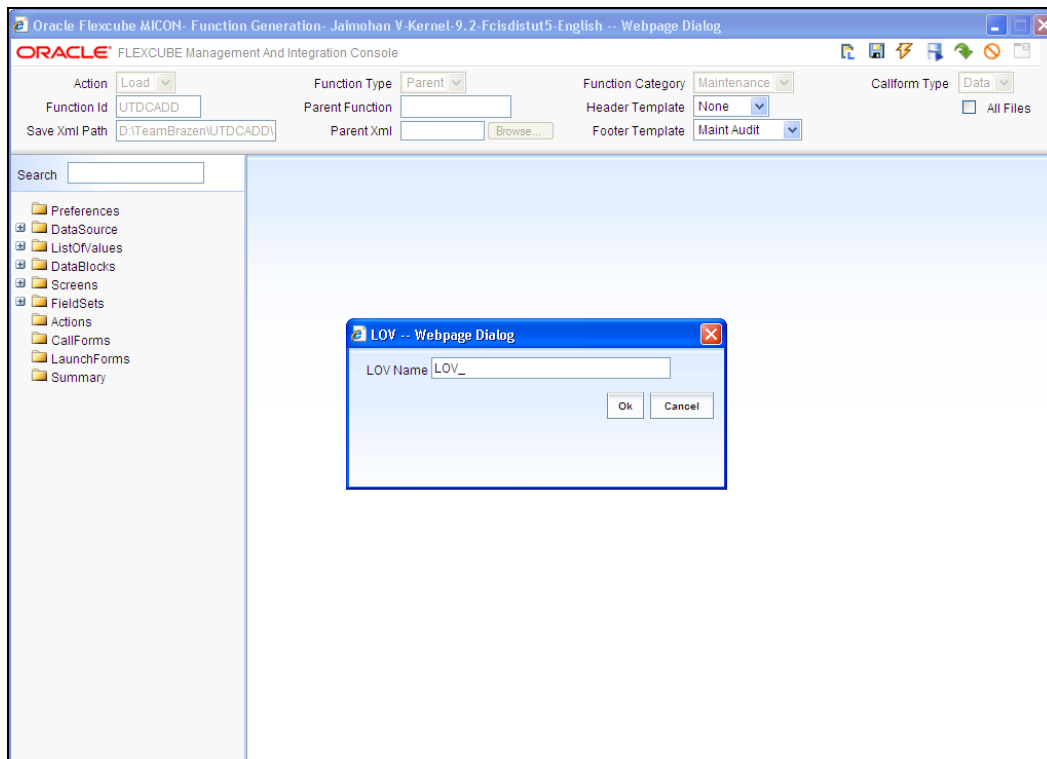 Oracle Flexcube MICON- Function Generation- Jaimohan V-Kernel-9.2-Fcisdistut5-English -- Webpage Dialog
ORACLE FLEXCUBE Management And Integration Console
Action Load Function Type Parent Function Category Maintenance Callform Type Data
Function Id UTDCADD Parent Function Header Template None All Files
Save Xml Path D:\TeamBrazen\UTDCADD\ Parent Xml Browse... Footer Template Maint Audit
Search
Preferences
DataSource
ListOfValues
DataBlocks
Screens
FieldSets
Actions
CallForms
LaunchForms
Summary
LOV -- Webpage Dialog
LOV Name LOV_
Ok Cancel